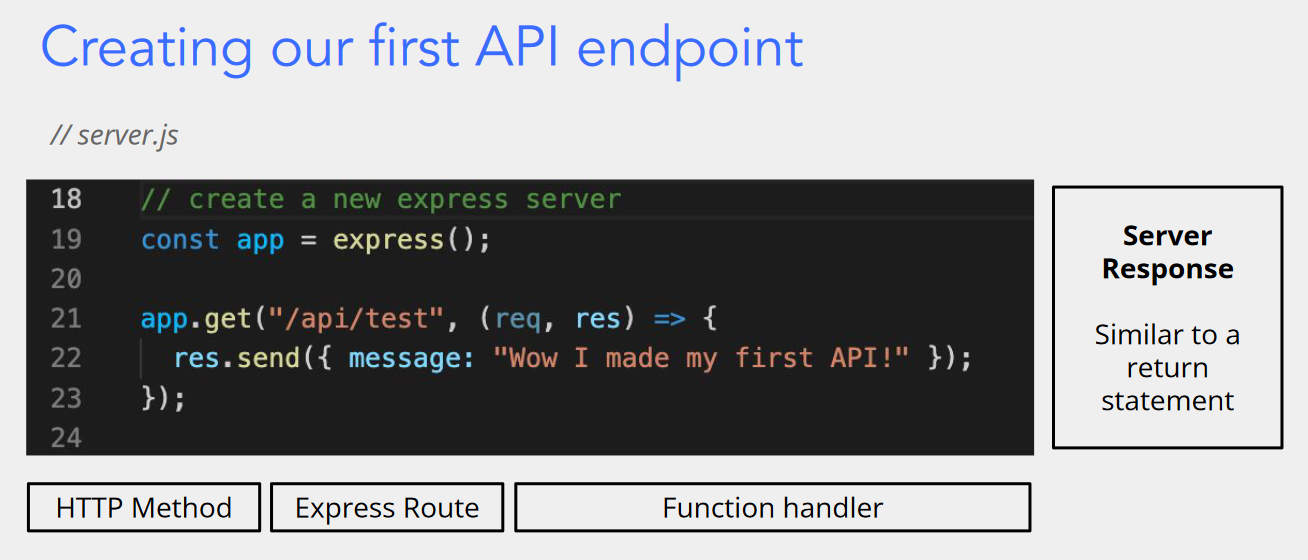 Creating our first API endpoint
// server.js
18 // create a new express server
19 const app = express();
20
21 app.get("/api/test", (req, res) => {
22 res.send({ message: "Wow I made my first API!" });
23 });
24
Server
Response
Similar to a
return
statement
HTTP Method
Express Route
Function handler